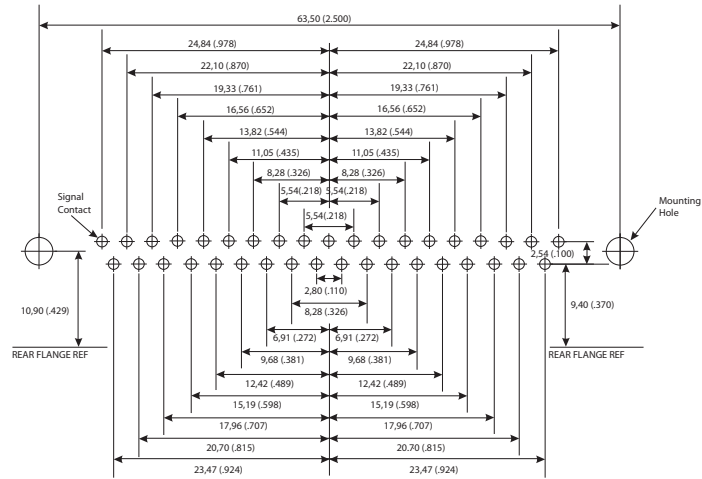 63,50 (2.500)
24,84 (.978) 24,84 (.978)
22,10 (.870) 22,10 (.870)
19,33 (.761) 19,33 (.761)
16,56 (.652) 16,56 (.652)
13,82 (.544) 13,82 (.544)
11,05 (.435) 11,05 (.435)
8,28 (.326) 8,28 (.326)
5,54(.218) 5,54(.218)
5,54(.218)
Signal
Contact
Mounting
Hole
2,54 (.100)
2,80 (.110)
10,90 (.429) 9,40 (.370)
8,28 (.326)
6,91 (.272) 6,91 (.272)
REAR FLANGE REF REAR FLANGE REF
9,68 (.381) 9,68 (.381)
12,42 (.489) 12,42 (.489)
15,19 (.598) 15,19 (.598)
17,96 (.707) 17,96 (.707)
20,70 (.815) 20,70 (.815)
23,47 (.924) 23,47 (.924)